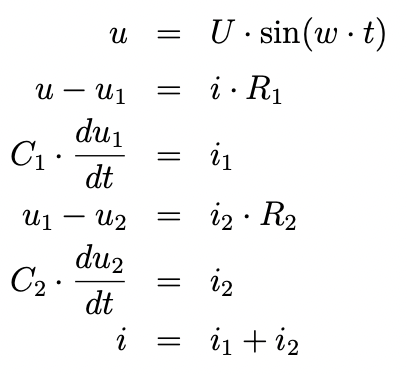 u = U · sin(w · t)
u − u₁ = i · R₁
C₁ · du₁/dt = i₁
u₁ − u₂ = i₂ · R₂
C₂ · du₂/dt = i₂
i = i₁ + i₂